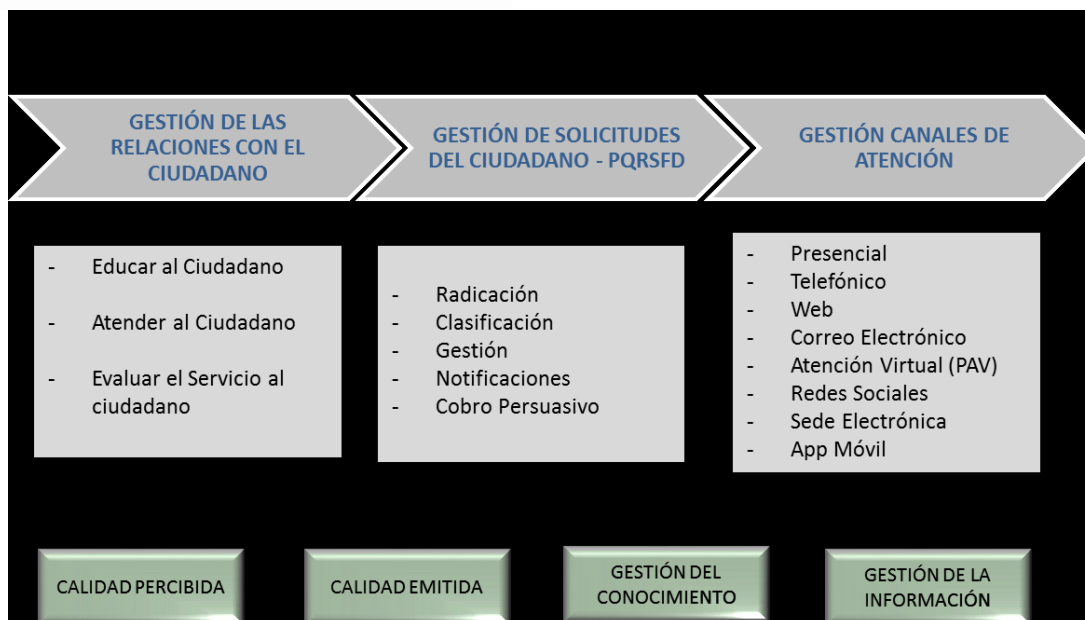 GESTIÓN DE LAS
RELACIONES CON EL
CIUDADANO
GESTIÓN DE SOLICITUDES
DEL CIUDADANO - PQRSFD
GESTIÓN CANALES DE
ATENCIÓN
- Educar al Ciudadano
- Atender al Ciudadano
- Evaluar el Servicio al
ciudadano
- Radicación
- Clasificación
- Gestión
- Notificaciones
- Cobro Persuasivo
- Presencial
- Telefónico
- Web
- Correo Electrónico
- Atención Virtual (PAV)
- Redes Sociales
- Sede Electrónica
- App Móvil
CALIDAD PERCIBIDA
CALIDAD EMITIDA
GESTIÓN DEL
CONOCIMIENTO
GESTIÓN DE LA
INFORMACIÓN